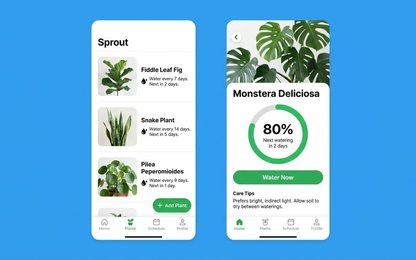 Sprout
Fiddle Leaf Fig
Water every 7 days.
Next in 2 days.
Snake Plant
Water every 14 days.
Next in 5 days.
Pilea
Peperomioides
Water every 9 days.
Next in 1 day.
+ Add Plant
Home
Plants
Schedule
Profile
Monstera Deliciosa
80%
Next watering
in 2 days
Water Now
Care Tips
Prefers bright, indirect light. Allow soil to
dry between waterings.
Home
Plants
Schedule
Profile